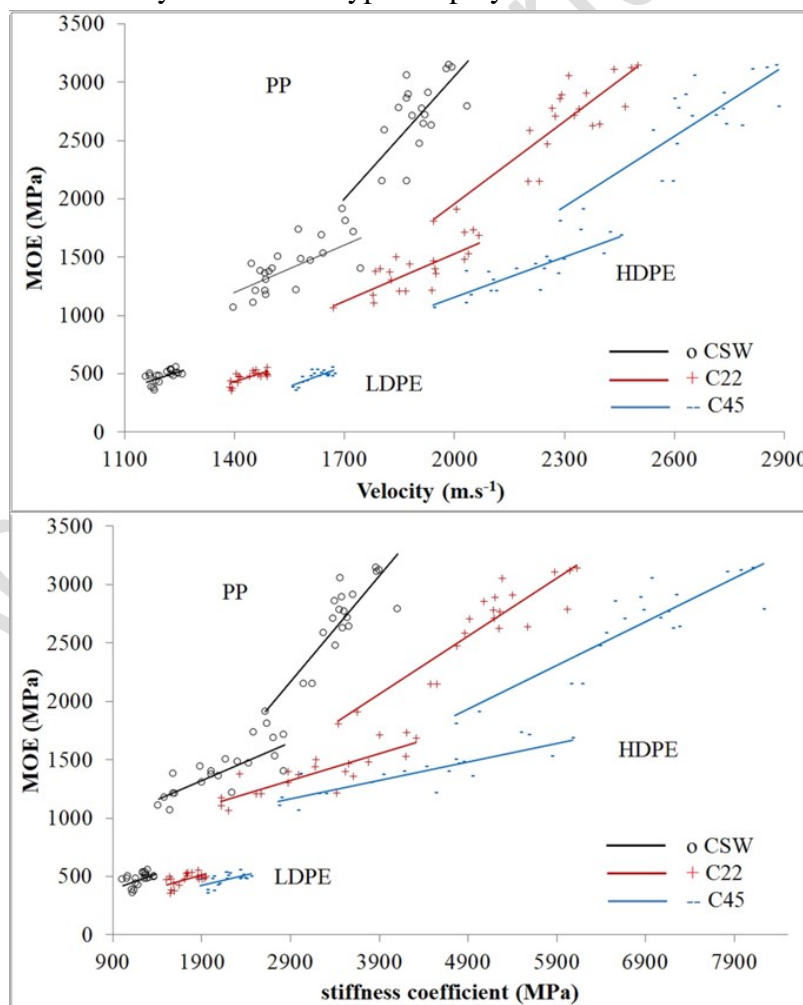 3500
3000
2500
2000
1500
1000
500
0
MOE (MPa)
PP
HDPE
LDPE
o CSW
+ C22
-- C45
1100 1400 1700 2000 2300 2600 2900
Velocity (m.s-1)
3500
3000
2500
2000
1500
1000
500
0
MOE (MPa)
PP
HDPE
LDPE
o CSW
+ C22
-- C45
900 1900 2900 3900 4900 5900 6900 7900
stiffness coefficient (MPa)